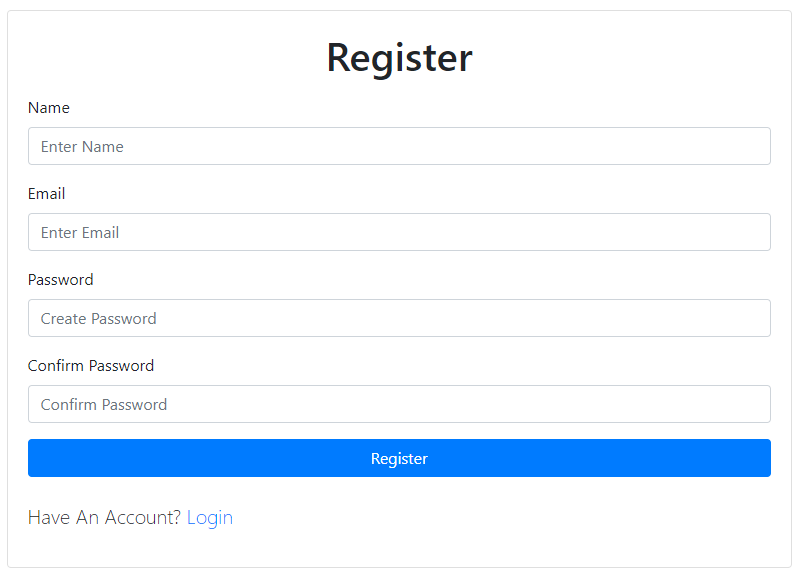 Register
Name
Enter Name
Email
Enter Email
Password
Create Password
Confirm Password
Confirm Password
Register
Have An Account? Login